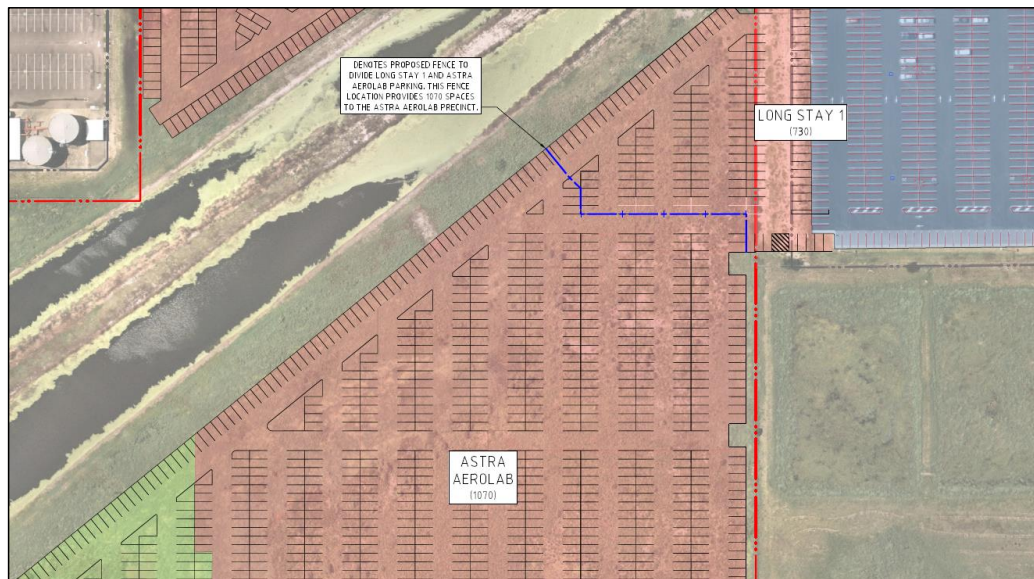 DENOTES PROPOSED FENCE TO
DIVIDE LONG STAY 1 AND ASTRA
AEROLAB PARKING. THIS FENCE
LOCATION PROVIDES 1070 SPACES
TO THE ASTRA AEROLAB PRECINCT.
LONG STAY 1
(730)
ASTRA
AEROLAB
(1070)